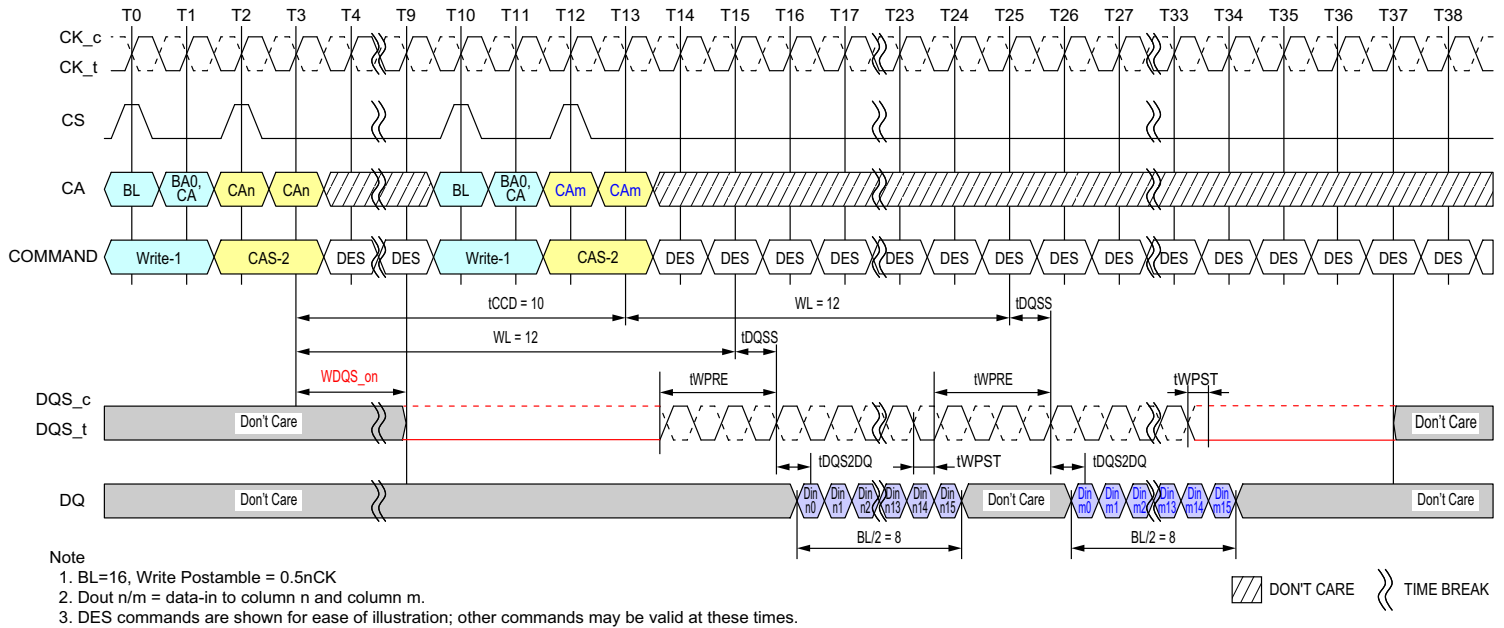 T0 T1 T2 T3 T4 T9 T10 T11 T12 T13 T14 T15 T16 T17 T23 T24 T25 T26 T27 T33 T34 T35 T36 T37 T38
CK_c
CK_t
CS
CA BL BA0, CA CAn CAn BL BA0, CA CAm CAm
COMMAND Write-1 CAS-2 DES DES Write-1 CAS-2 DES DES DES DES DES DES DES DES DES DES DES DES DES DES DES
tCCD = 10 WL = 12 tDQSS
WL = 12 tDQSS
WDQS_on tWPRE tWPRE tWPST
DQS_c
DQS_t Don't Care Don't Care
tDQS2DQ tWPST tDQS2DQ
DQ Don't Care Din n0 Din n1 Din n2 Din n13 Din n14 Din n15 Don't Care Din m0 Din m1 Din m2 Din m13 Din m14 Din m15 Don't Care
BL/2 = 8 BL/2 = 8
Note
1. BL=16, Write Postamble = 0.5nCK
2. Dout n/m = data-in to column n and column m.
3. DES commands are shown for ease of illustration; other commands may be valid at these times.
DON'T CARE TIME BREAK